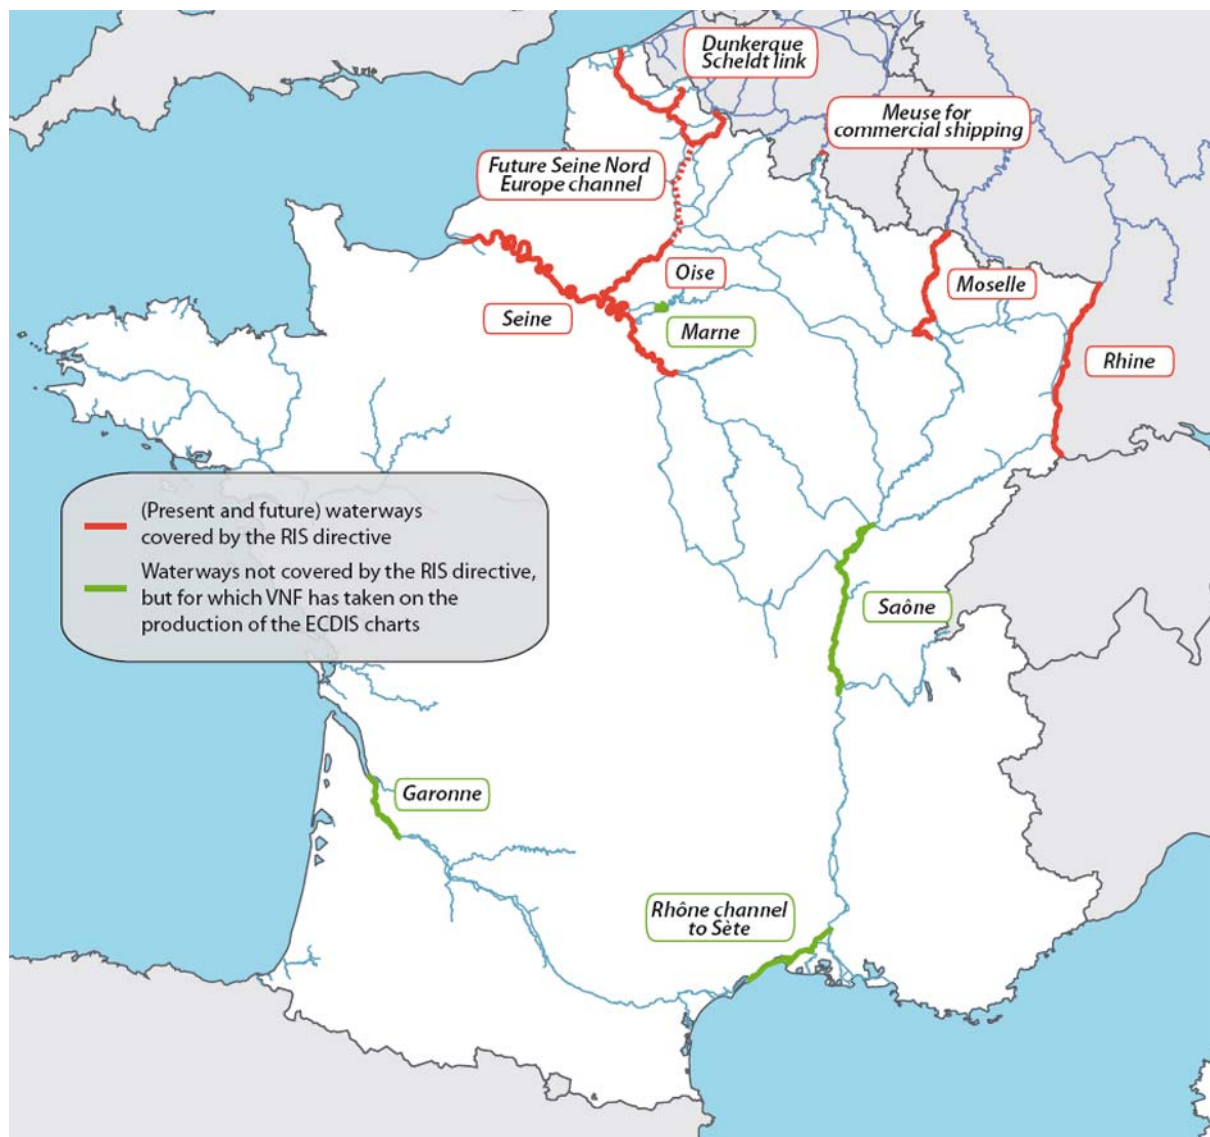 Dunkerque
Scheldt link
Meuse for
commercial shipping
Future Seine Nord
Europe channel
Oise
Moselle
Seine
Marne
Rhine
(Present and future) waterways
covered by the RIS directive
Waterways not covered by the RIS directive,
but for which VNF has taken on the
production of the ECDIS charts
Saône
Garonne
Rhône channel
to Sète